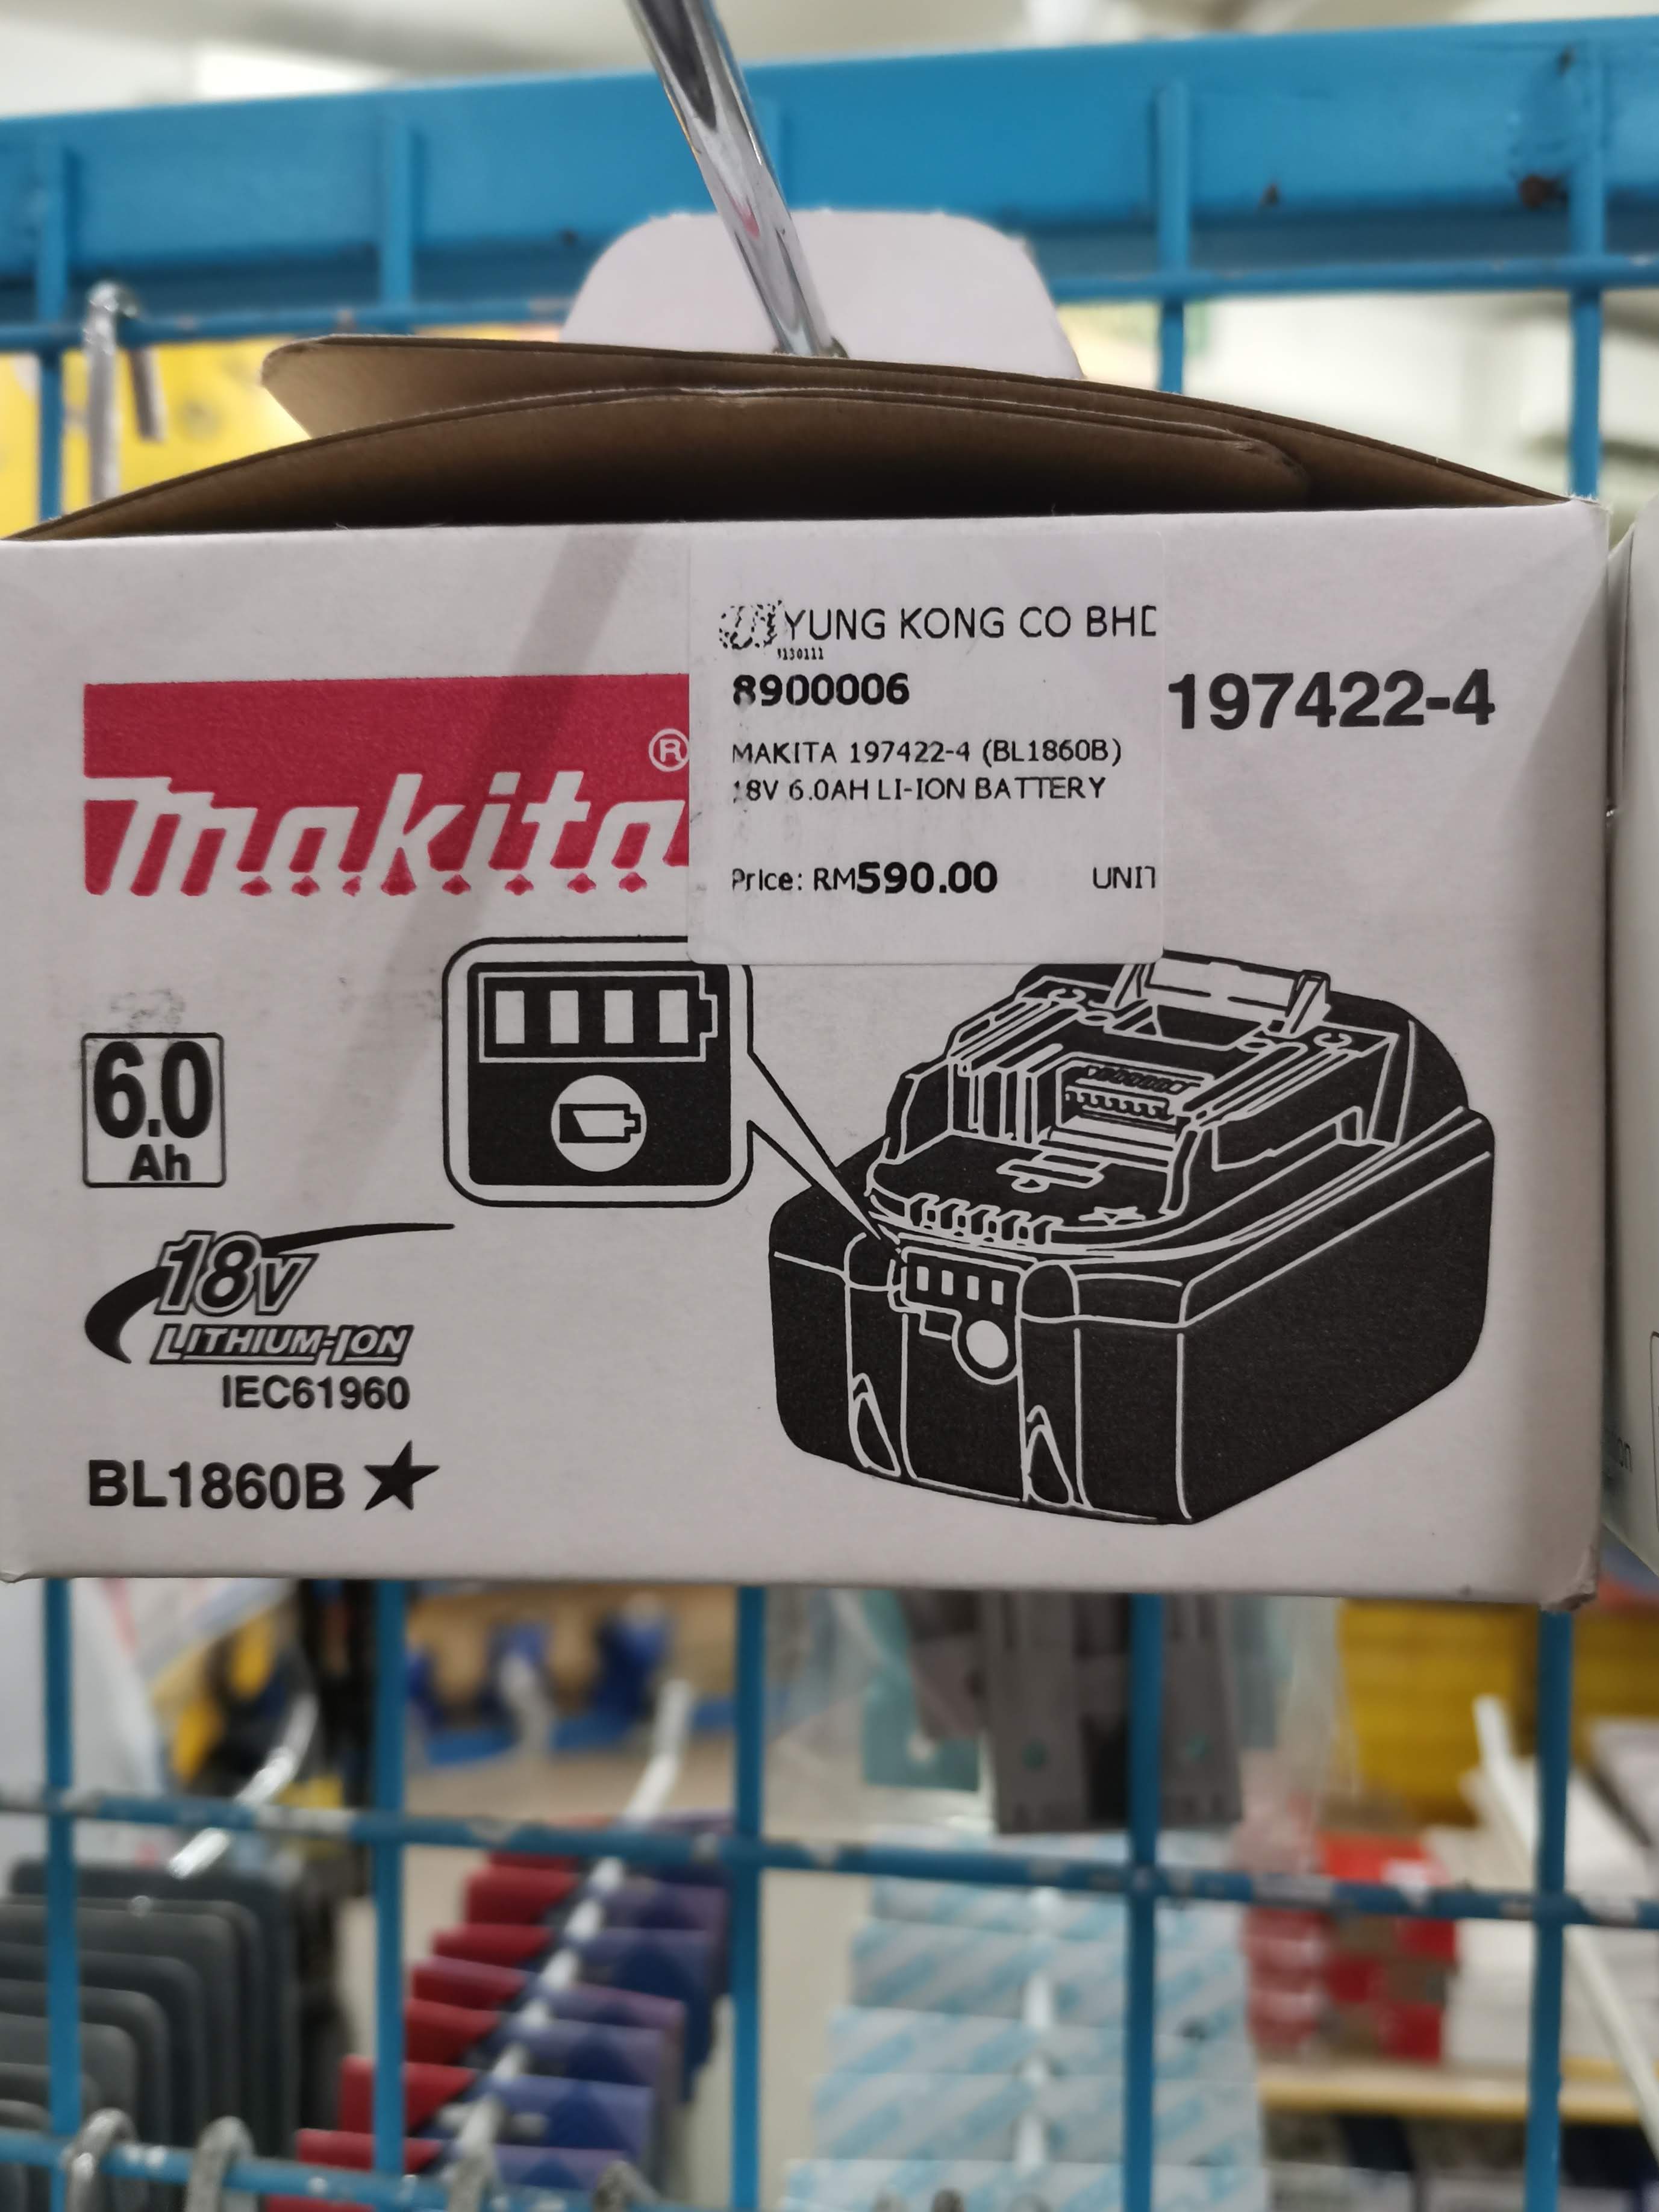 YUNG KONG CO BHD
8900006
MAKITA 197422-4 (BL1860B)
18V 6.0AH LI-ION BATTERY
Price: RM590.00 UNIT
197422-4
makita®
6.0
Ah
18V
LITHIUM-ION
IEC61960
BL1860B★